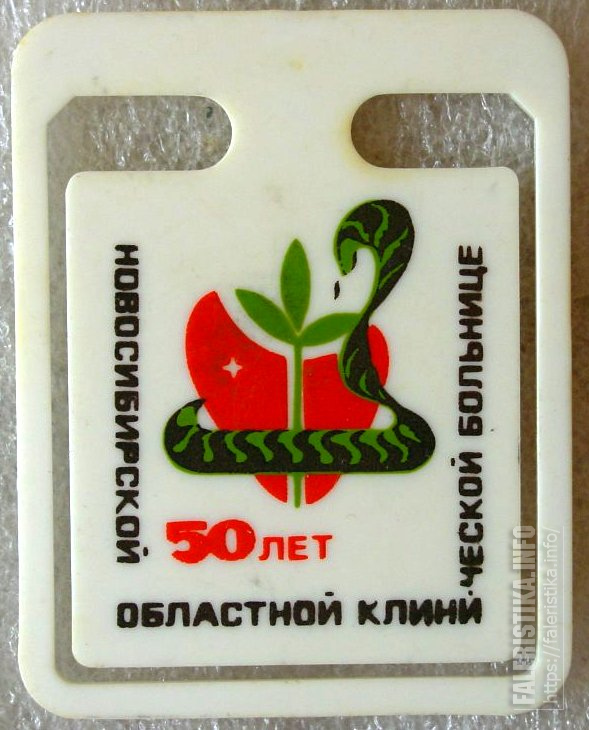 НОВОСИБИРСКОЙ
ОБЛАСТНОЙ КЛИНИ-
ЧЕСКОЙ БОЛЬНИЦЕ
50 ЛЕТ
FALERISTIKA.INFO
https://faleristika.info/